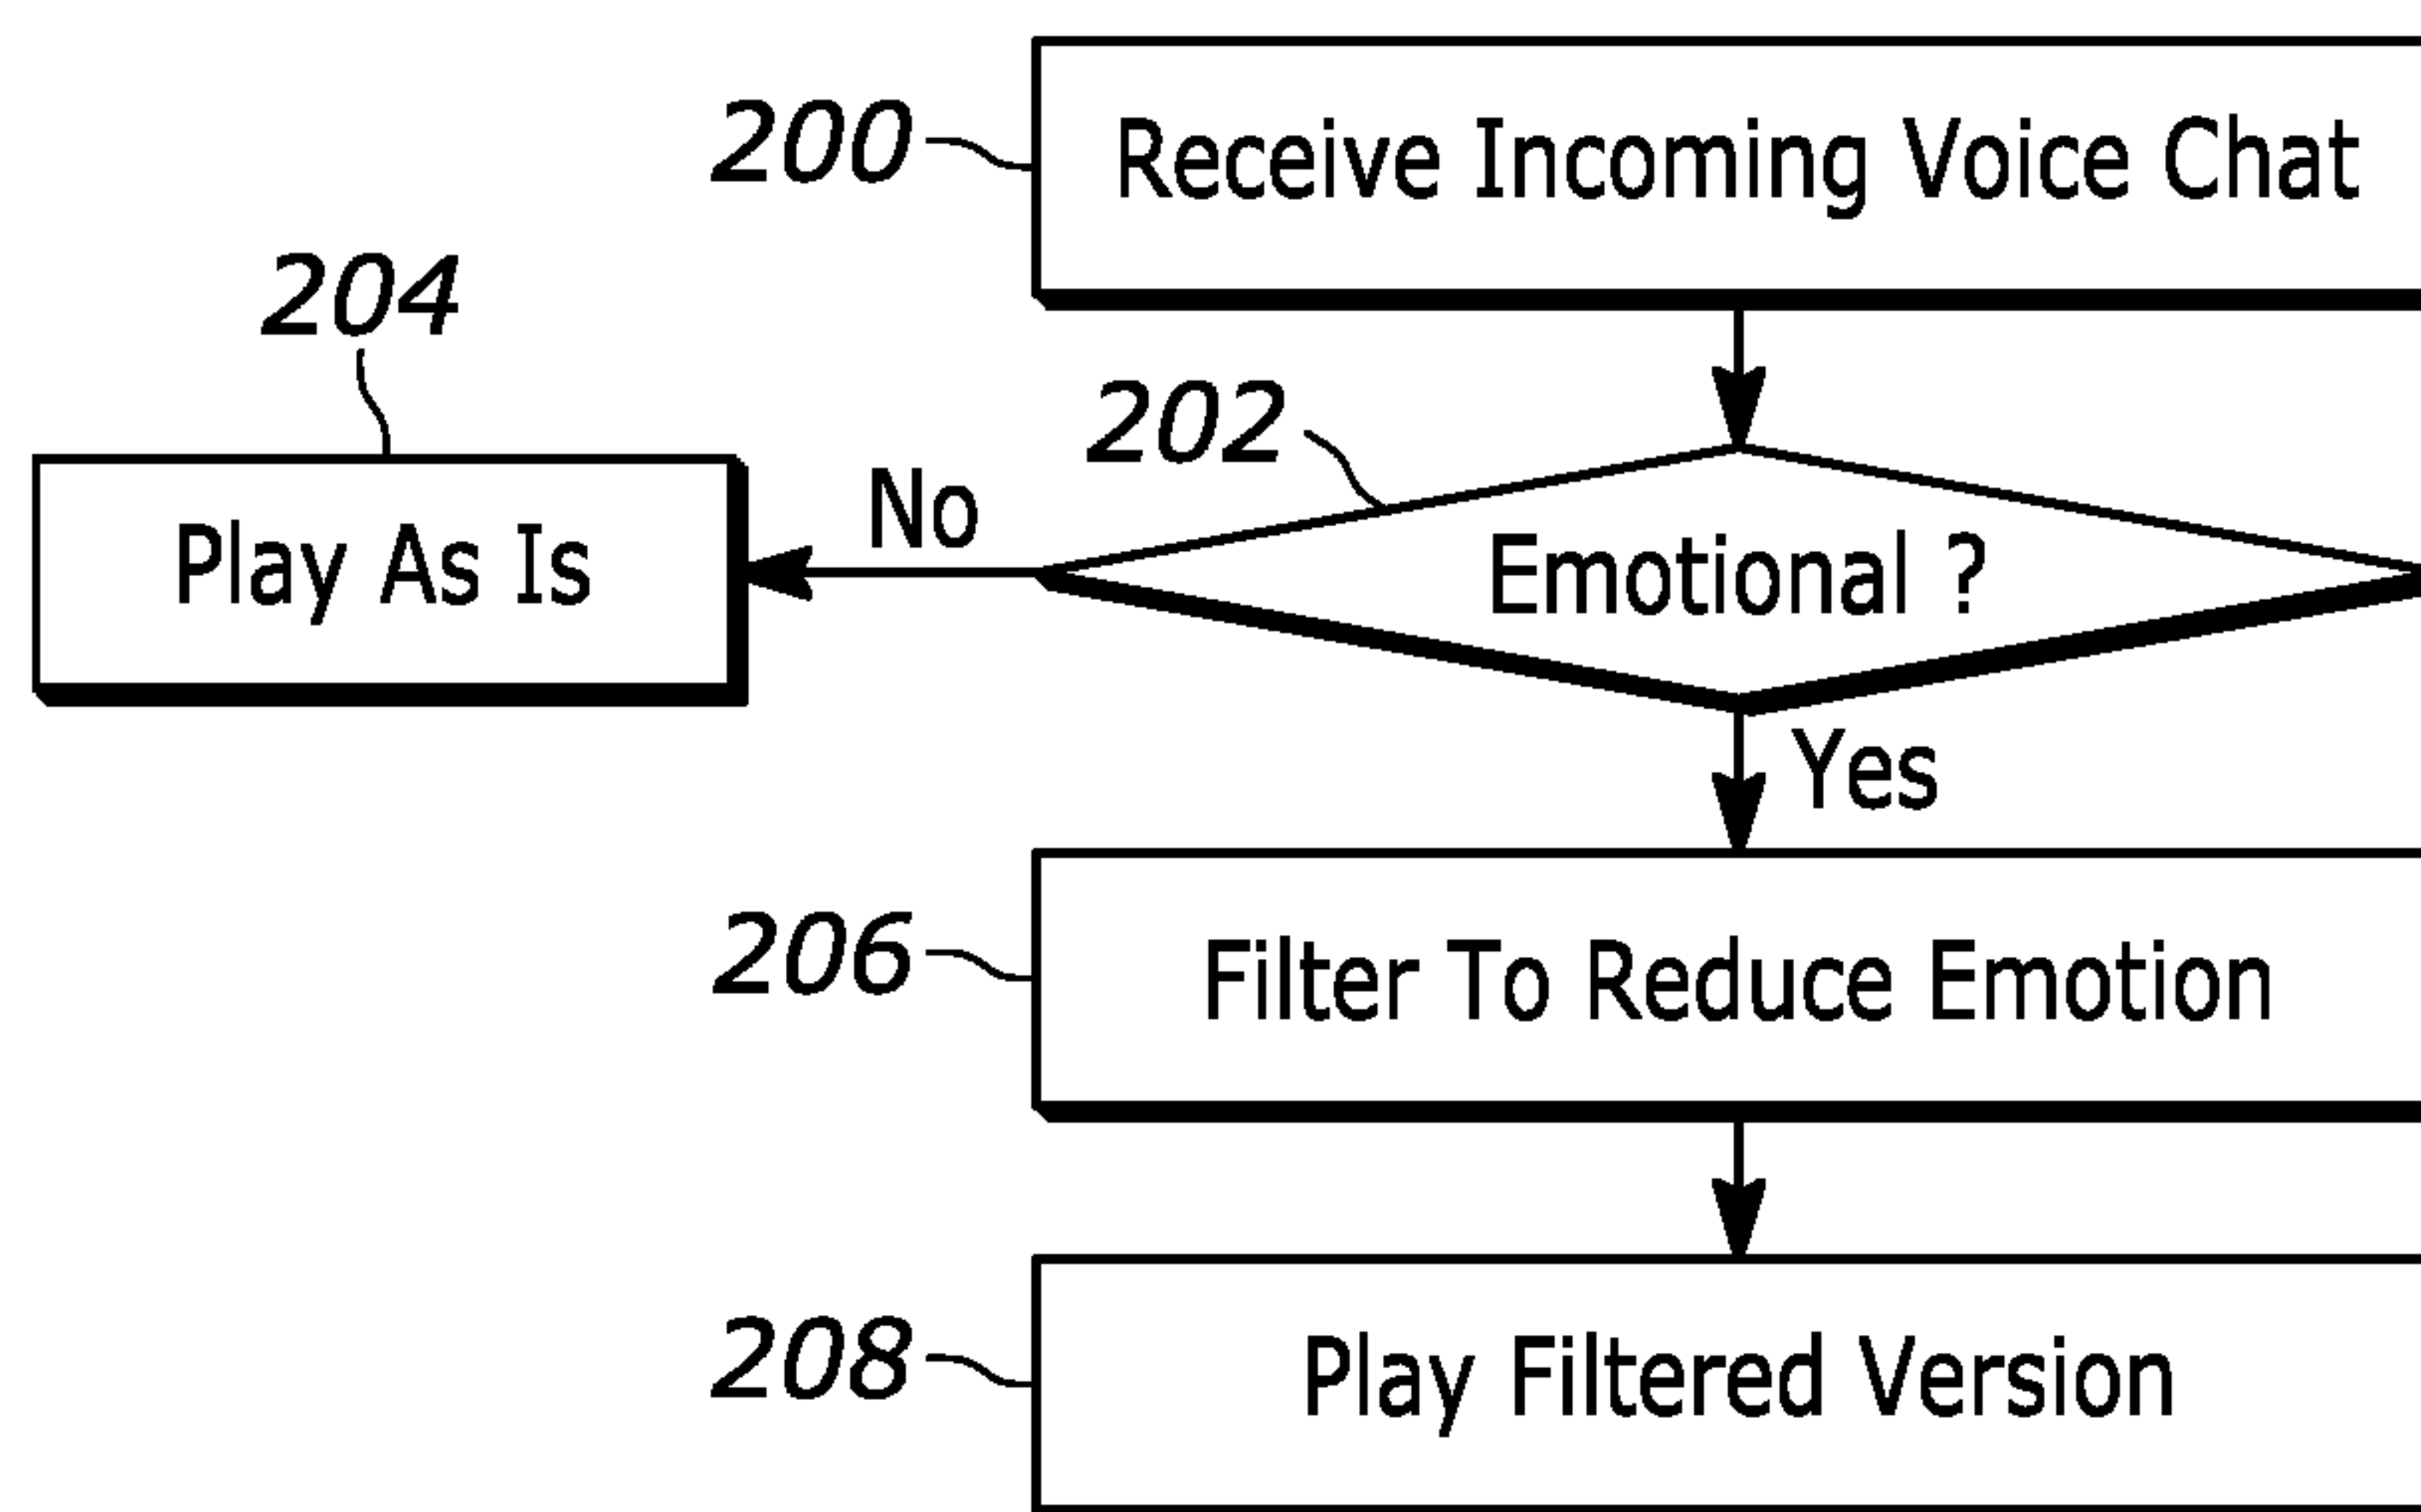 200
Receive Incoming Voice Chat
204
202
No
Play As Is
Emotional ?
Yes
206
Filter To Reduce Emotion
208
Play Filtered Version